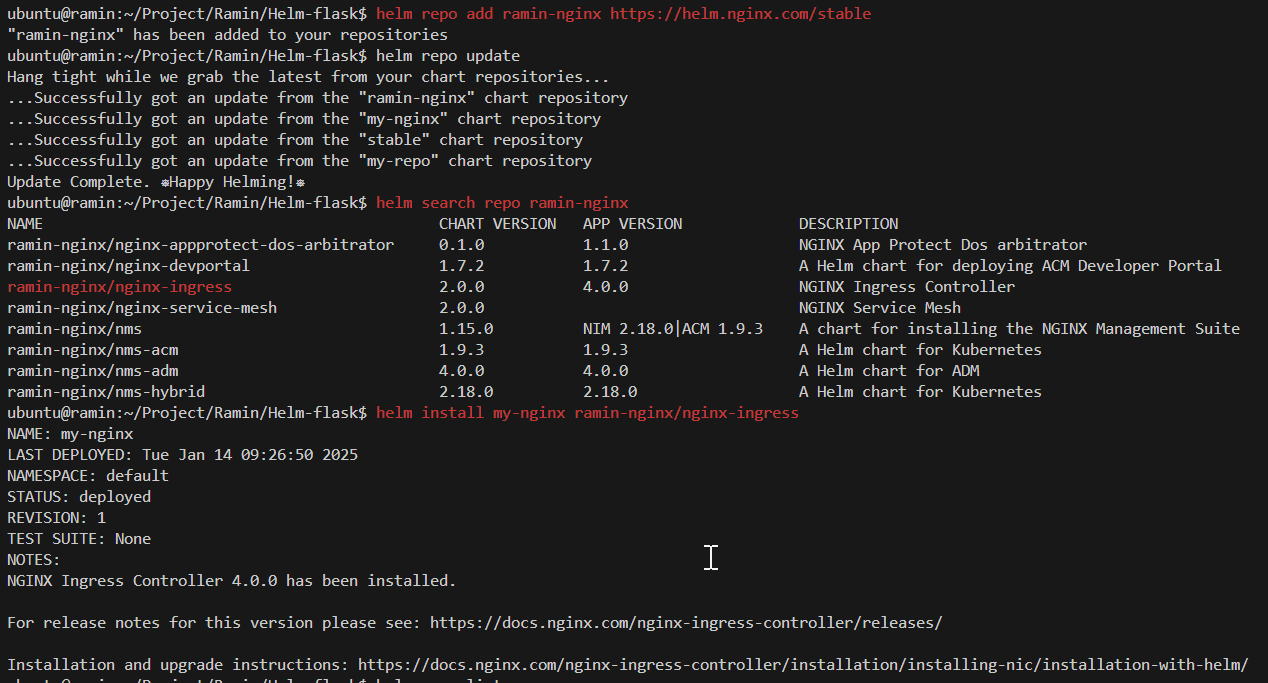 ubuntu@ramin:~/Project/Ramin/Helm-flask$ helm repo add ramin-nginx https://helm.nginx.com/stable
"ramin-nginx" has been added to your repositories
ubuntu@ramin:~/Project/Ramin/Helm-flask$ helm repo update
Hang tight while we grab the latest from your chart repositories...
...Successfully got an update from the "ramin-nginx" chart repository
...Successfully got an update from the "my-nginx" chart repository
...Successfully got an update from the "stable" chart repository
...Successfully got an update from the "my-repo" chart repository
Update Complete. ⎈Happy Helming!⎈
ubuntu@ramin:~/Project/Ramin/Helm-flask$ helm search repo ramin-nginx
NAME CHART VERSION APP VERSION DESCRIPTION
ramin-nginx/nginx-appprotect-dos-arbitrator 0.1.0 1.1.0 NGINX App Protect Dos arbitrator
ramin-nginx/nginx-devportal 1.7.2 1.7.2 A Helm chart for deploying ACM Developer Portal
ramin-nginx/nginx-ingress 2.0.0 4.0.0 NGINX Ingress Controller
ramin-nginx/nginx-service-mesh 2.0.0 NGINX Service Mesh
ramin-nginx/nms 1.15.0 NIM 2.18.0|ACM 1.9.3 A chart for installing the NGINX Management Suite
ramin-nginx/nms-acm 1.9.3 1.9.3 A Helm chart for Kubernetes
ramin-nginx/nms-adm 4.0.0 4.0.0 A Helm chart for ADM
ramin-nginx/nms-hybrid 2.18.0 2.18.0 A Helm chart for Kubernetes
ubuntu@ramin:~/Project/Ramin/Helm-flask$ helm install my-nginx ramin-nginx/nginx-ingress
NAME: my-nginx
LAST DEPLOYED: Tue Jan 14 09:26:50 2025
NAMESPACE: default
STATUS: deployed
REVISION: 1
TEST SUITE: None
NOTES:
NGINX Ingress Controller 4.0.0 has been installed.
For release notes for this version please see: https://docs.nginx.com/nginx-ingress-controller/releases/
Installation and upgrade instructions: https://docs.nginx.com/nginx-ingress-controller/installation/installing-nic/installation-with-helm/